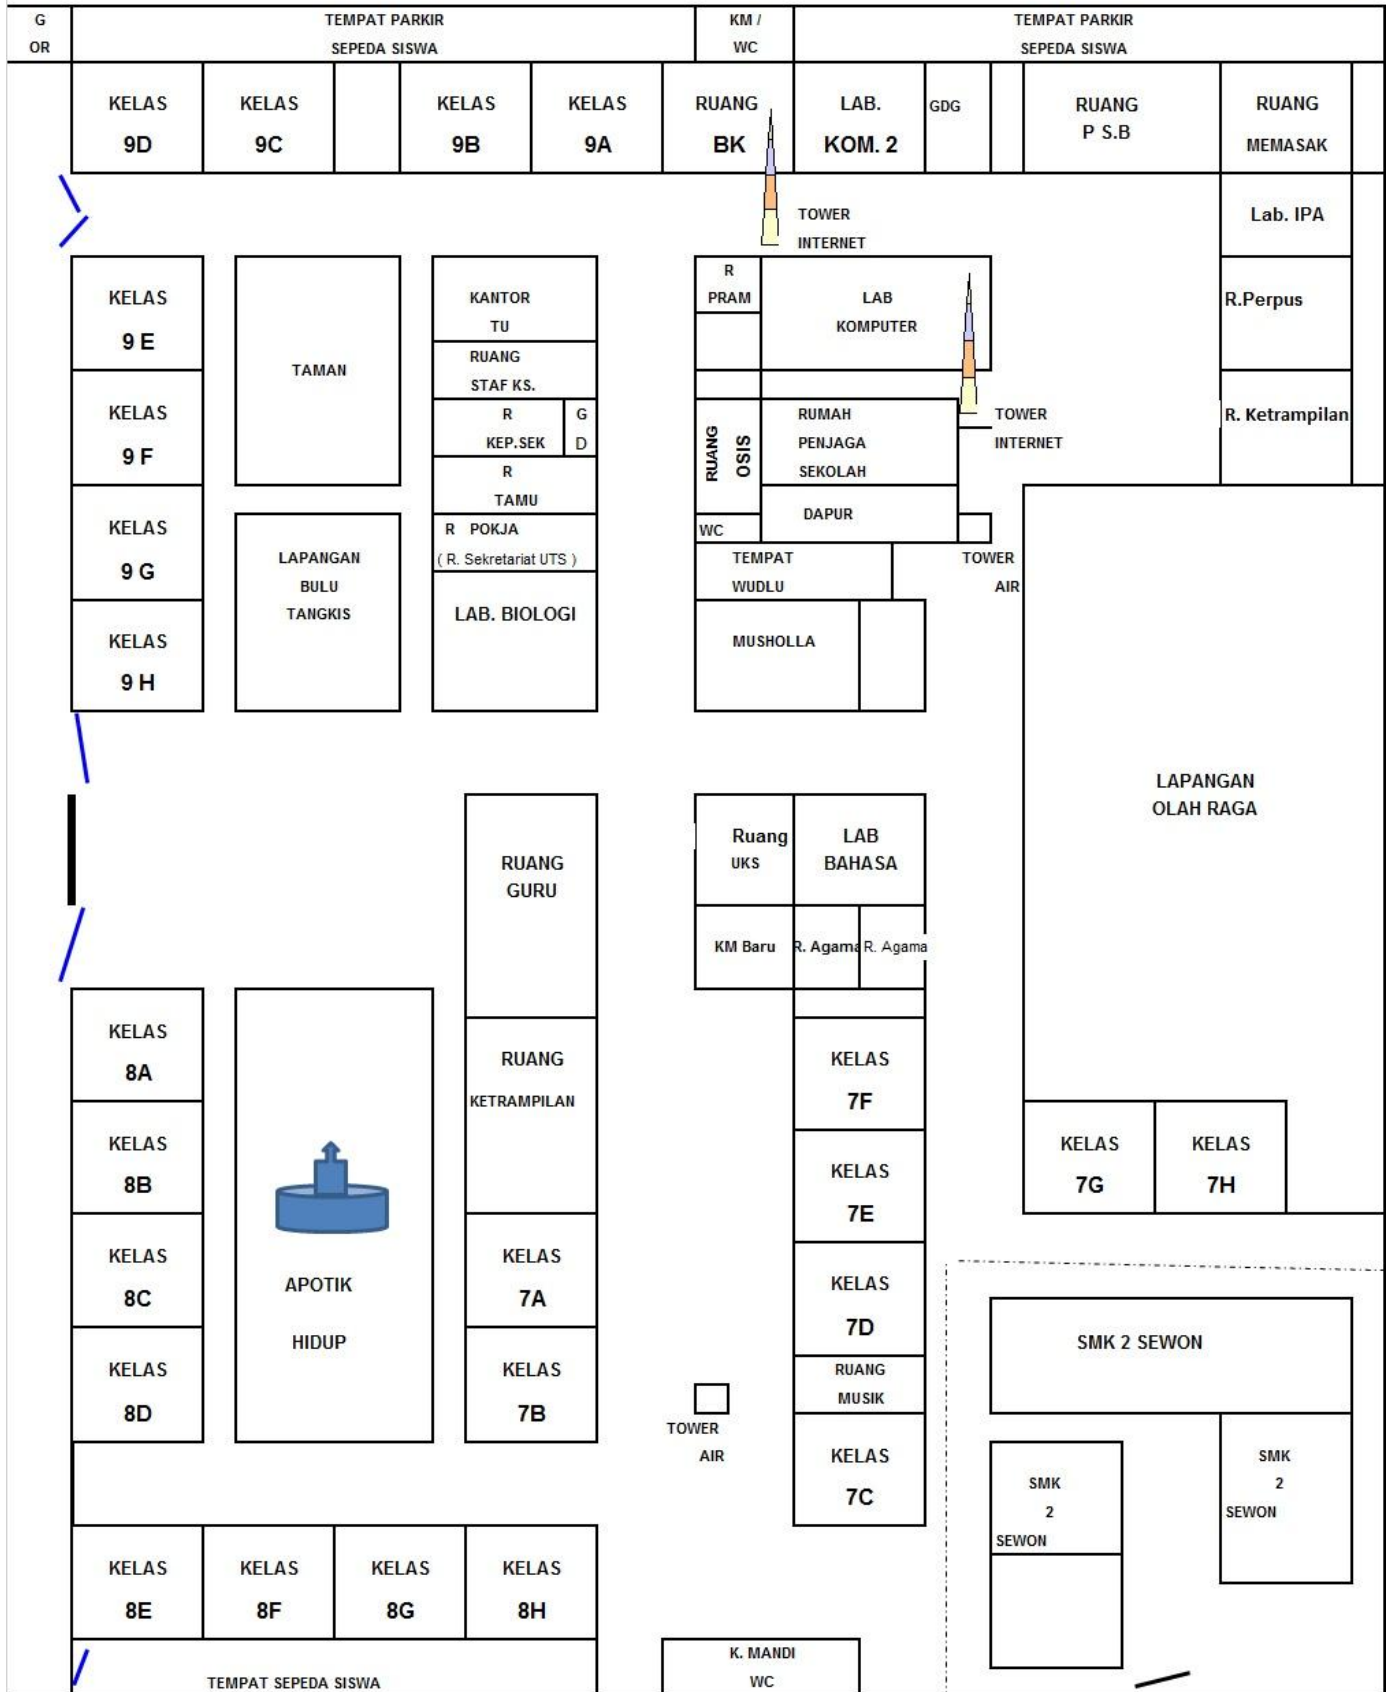 G
OR
TEMPAT PARKIR
SEPEDA SISWA
KM /
WC
TEMPAT PARKIR
SEPEDA SISWA
KELAS
9D
KELAS
9C
KELAS
9B
KELAS
9A
RUANG
BK
LAB.
KOM. 2
GDG
RUANG
P S.B
RUANG
MEMASAK
TOWER
INTERNET
Lab. IPA
KELAS
9 E
TAMAN
KANTOR
TU
RUANG
STAF KS.
R
PRAM
LAB
KOMPUTER
R.Perpus
KELAS
9 F
R
KEP.SEK
G
D
R
TAMU
RUANG
OSIS
RUMAH
PENJAGA
SEKOLAH
TOWER
INTERNET
R. Ketrampilan
KELAS
9 G
LAPANGAN
BULU
TANGKIS
R POKJA
( R. Sekretariat UTS )
WC
DAPUR
TEMPAT
WUDLU
TOWER
AIR
KELAS
9 H
LAB. BIOLOGI
MUSHOLLA
LAPANGAN
OLAH RAGA
RUANG
GURU
Ruang
UKS
LAB
BAHASA
KM Baru
R. Agama
R. Agama
KELAS
8A
RUANG
KETRAMPILAN
KELAS
7F
KELAS
8B
KELAS
7E
KELAS
7G
KELAS
7H
KELAS
8C
APOTIK
HIDUP
KELAS
7A
KELAS
7D
SMK 2 SEWON
KELAS
8D
KELAS
7B
RUANG
MUSIK
TOWER
AIR
KELAS
7C
SMK
2
SEWON
SMK
2
SEWON
KELAS
8E
KELAS
8F
KELAS
8G
KELAS
8H
TEMPAT SEPEDA SISWA
K. MANDI
WC